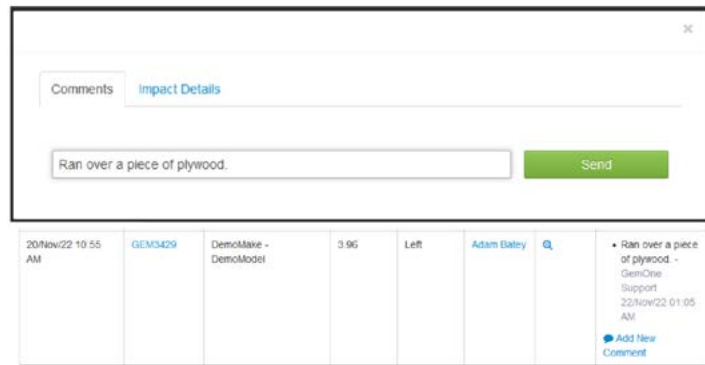 ×
Comments Impact Details
Ran over a piece of plywood. Send
20/Nov/22 10:55 GEM3429 DemoMake - 3.96 Left Adam Batey • Ran over a piece
AM DemoModel of plywood. -
GemOne
Support
22/Nov/22 01:05
AM
Add New
Comment